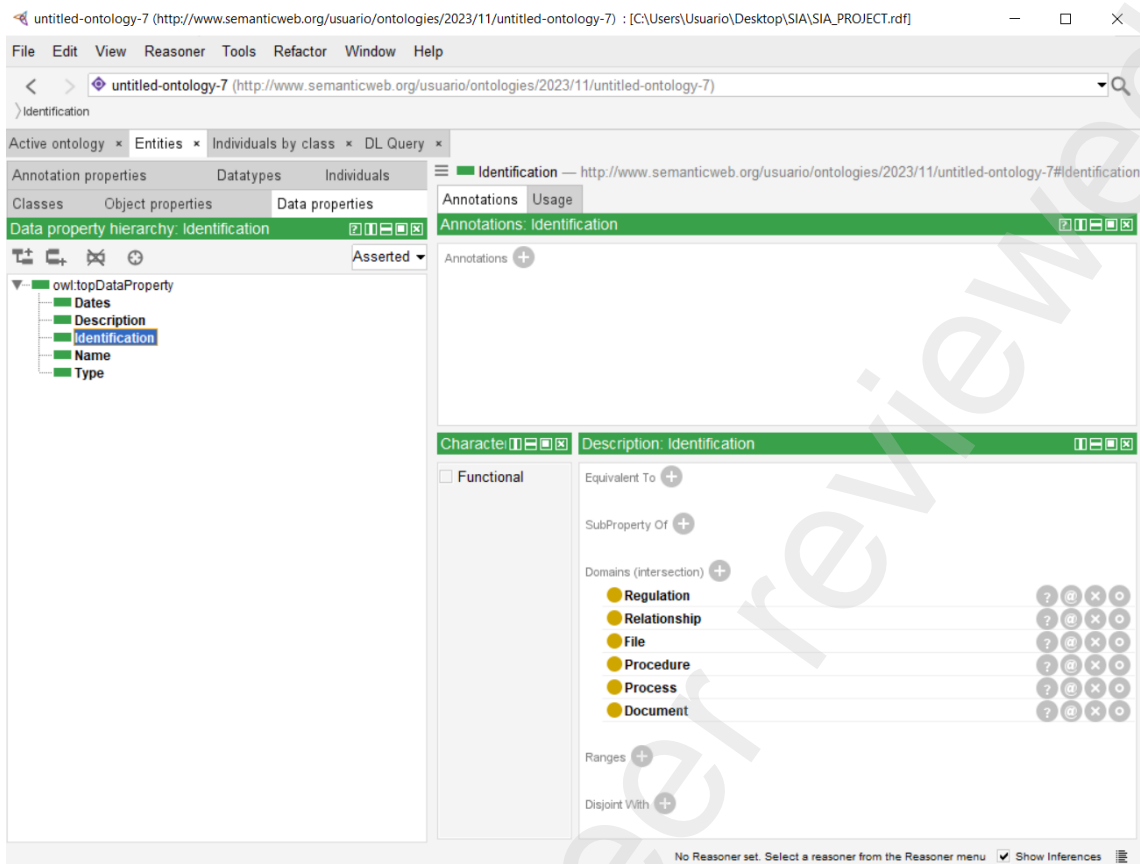 untitled-ontology-7 (http://www.semanticweb.org/usuario/ontologies/2023/11/untitled-ontology-7) : [C:\Users\Usuario\Desktop\SIA\SIA_PROJECT.rdf]
File Edit View Reasoner Tools Refactor Window Help
untitled-ontology-7 (http://www.semanticweb.org/usuario/ontologies/2023/11/untitled-ontology-7)
Identification
Active ontology × Entities × Individuals by class × DL Query ×
Annotation properties Datatypes Individuals
Classes Object properties Data properties
Data property hierarchy: Identification
Asserted
owl:topDataProperty
Dates
Description
Identification
Name
Type
Identification — http://www.semanticweb.org/usuario/ontologies/2023/11/untitled-ontology-7#Identification
Annotations Usage
Annotations: Identification
Annotations
Character
Functional
Description: Identification
Equivalent To
SubProperty Of
Domains (intersection)
Regulation
Relationship
File
Procedure
Process
Document
Ranges
Disjoint With
No Reasoner set. Select a reasoner from the Reasoner menu Show Inferences
eer reviewed